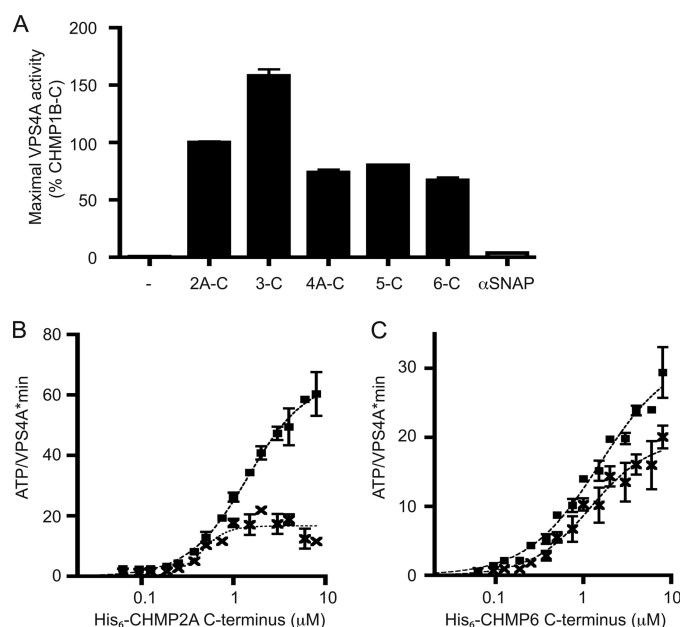 A
Maximal VPS4A activity
(% CHMP1B-C)
200
150
100
50
0
- 2A-C 3-C 4A-C 5-C 6-C αSNAP
B
ATP/VPS4A*min
80
60
40
20
0
0.1 1 10
His₆-CHMP2A C-terminus (μM)
C
ATP/VPS4A*min
30
20
10
0
0.1 1 10
His₆-CHMP6 C-terminus (μM)